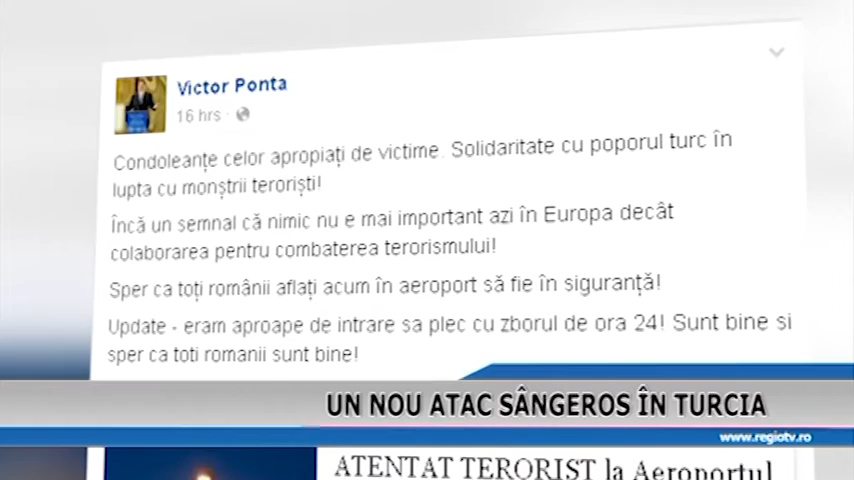 Victor Ponta
16 hrs ·
Condoleanțe celor apropiați de victime. Solidaritate cu poporul turc în
lupta cu monștrii teroriști!
Încă un semnal că nimic nu e mai important azi în Europa decât
colaborarea pentru combaterea terorismului!
Sper ca toți românii aflați acum în aeroport să fie în siguranță!
Update - eram aproape de intrare sa plec cu zborul de ora 24! Sunt bine si
sper ca toti romanii sunt bine!
UN NOU ATAC SÂNGEROS ÎN TURCIA
www.regiotv.ro
ATENTAT TERORIST la Aeroportul